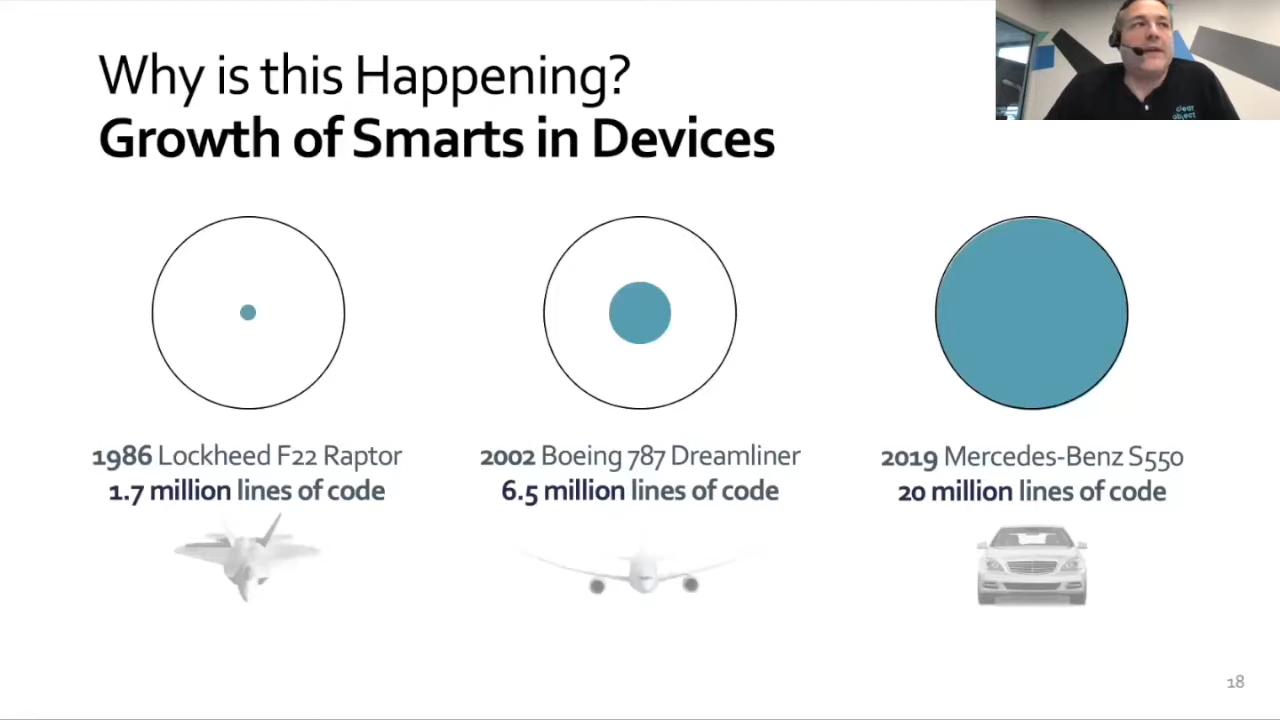 Why is this Happening?
Growth of Smarts in Devices
clear
object
1986 Lockheed F22 Raptor
1.7 million lines of code
2002 Boeing 787 Dreamliner
6.5 million lines of code
2019 Mercedes-Benz S550
20 million lines of code
18